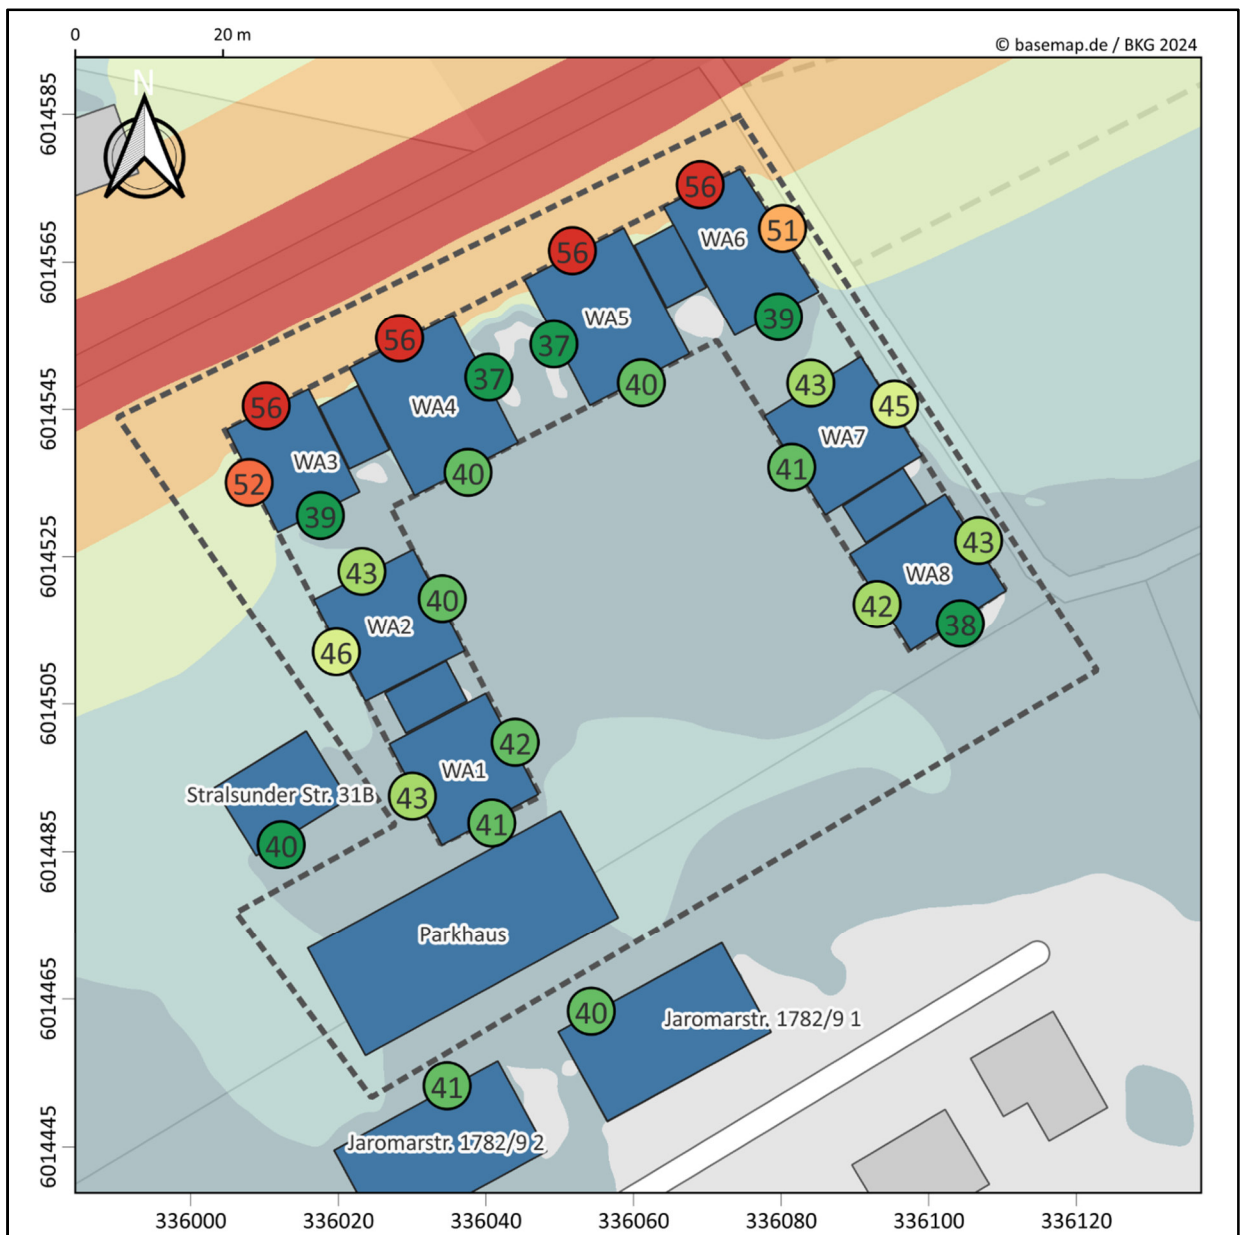 0
20 m
© basemap.de / BKG 2024
N
6014585
6014565
6014545
6014525
6014505
6014485
6014465
6014445
56
WA6
51
56
WA5
39
56
37
37
40
WA4
43
45
56
WA7
WA3
40
41
52
39
43
43
WA8
40
42
WA2
38
46
42
WA1
Stralsunder Str. 31B
43
41
40
Parkhaus
40
Jaromarstr. 1782/9 1
41
Jaromarstr. 1782/9 2
336000
336020
336040
336060
336080
336100
336120